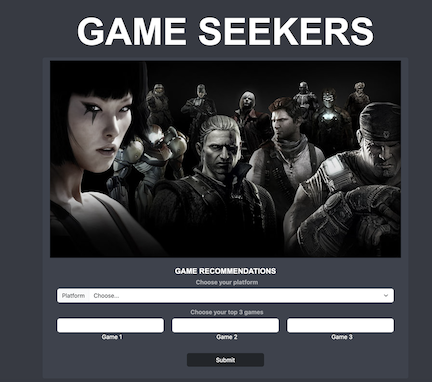 GAME SEEKERS
GAME RECOMMENDATIONS
Choose your platform
Platform Choose...
Choose your top 3 games
Game 1 Game 2 Game 3
Submit